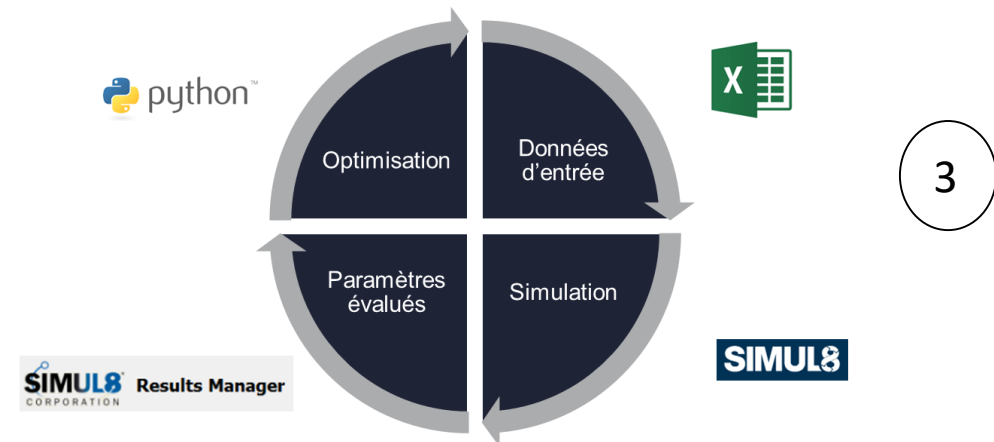 python™
Optimisation
Données
d'entrée
X
3
Paramètres
évalués
Simulation
SIMUL8
CORPORATION
Results Manager
SIMUL8